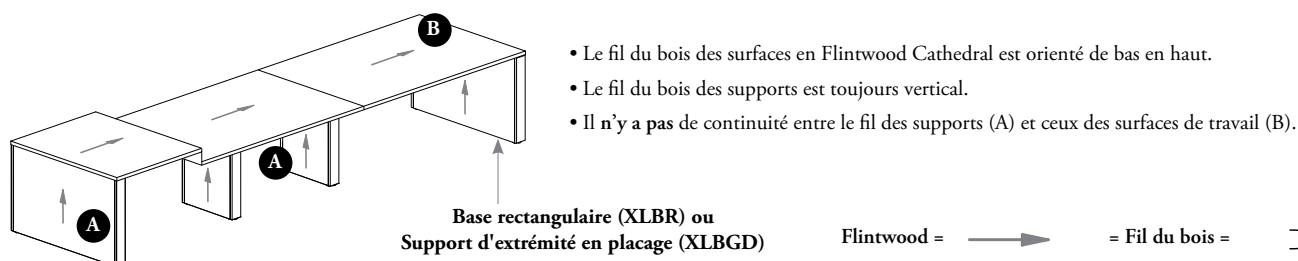 B
• Le fil du bois des surfaces en Flintwood Cathedral est orienté de bas en haut.
• Le fil du bois des supports est toujours vertical.
• Il n'y a pas de continuité entre le fil des supports (A) et ceux des surfaces de travail (B).
A
A
Base rectangulaire (XLBR) ou
Support d'extrémité en placage (XLBGD)
Flintwood = = Fil du bois =